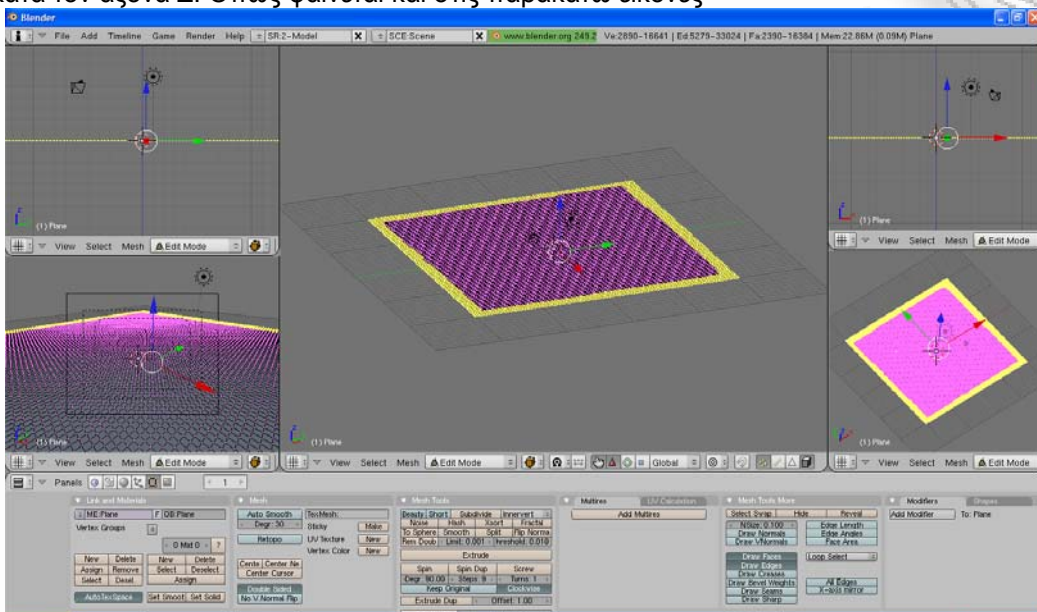 κατά τον άξονα Z. Όπως φαίνεται και στις παρακάτω εικόνες
Blender
File Add Timeline Game Render Help SR:2-Model X SCE:Scene X www.blender.org 249.2 Ve:2890-16641 | Ed:5279-33024 | Fa:2390-16384 | Mem:22.86M (0.09M) Plane
(1) Plane
(1) Plane
View Select Mesh Edit Mode
View Select Mesh Edit Mode
(1) Plane
(1) Plane
(1) Plane
View Select Mesh Edit Mode
View Select Mesh Edit Mode Global
View Select Mesh Edit Mode
Panels 1
Link and Materials
ME:Plane F OB:Plane
Vertex Groups
0 Mat 0 ?
New Delete New Delete
Assign Remove Select Deselect
Select Desel. Assign
AutoTexSpace Set Smoot Set Solid
Mesh
Auto Smooth TexMesh:
Degr: 30 Sticky Make
Retopo UV Texture New
Vertex Color New
Cente Center Ne
Center Cursor
Double Sided
No V.Normal Flip
Mesh Tools
Beauty Short Subdivide Innervert
Noise Hash Xsort Fractal
To Sphere Smooth Split Flip Norma
Rem Doub Limit: 0.001 Threshold: 0.010
Extrude
Spin Spin Dup Screw
Degr: 90.00 Steps: 9 Turns: 1
Keep Original Clockwise
Extrude Dup Offset: 1.00
Multires UV Calculation
Add Multires
Mesh Tools More
Select Swap Hide Reveal
NSize: 0.100 Edge Length
Draw Normals Edge Angles
Draw VNormals Face Area
Draw Faces Loop Select
Draw Edges
Draw Creases
Draw Bevel Weights All Edges
Draw Seams X-axis mirror
Draw Sharp
Modifiers Shapes
Add Modifier To: Plane